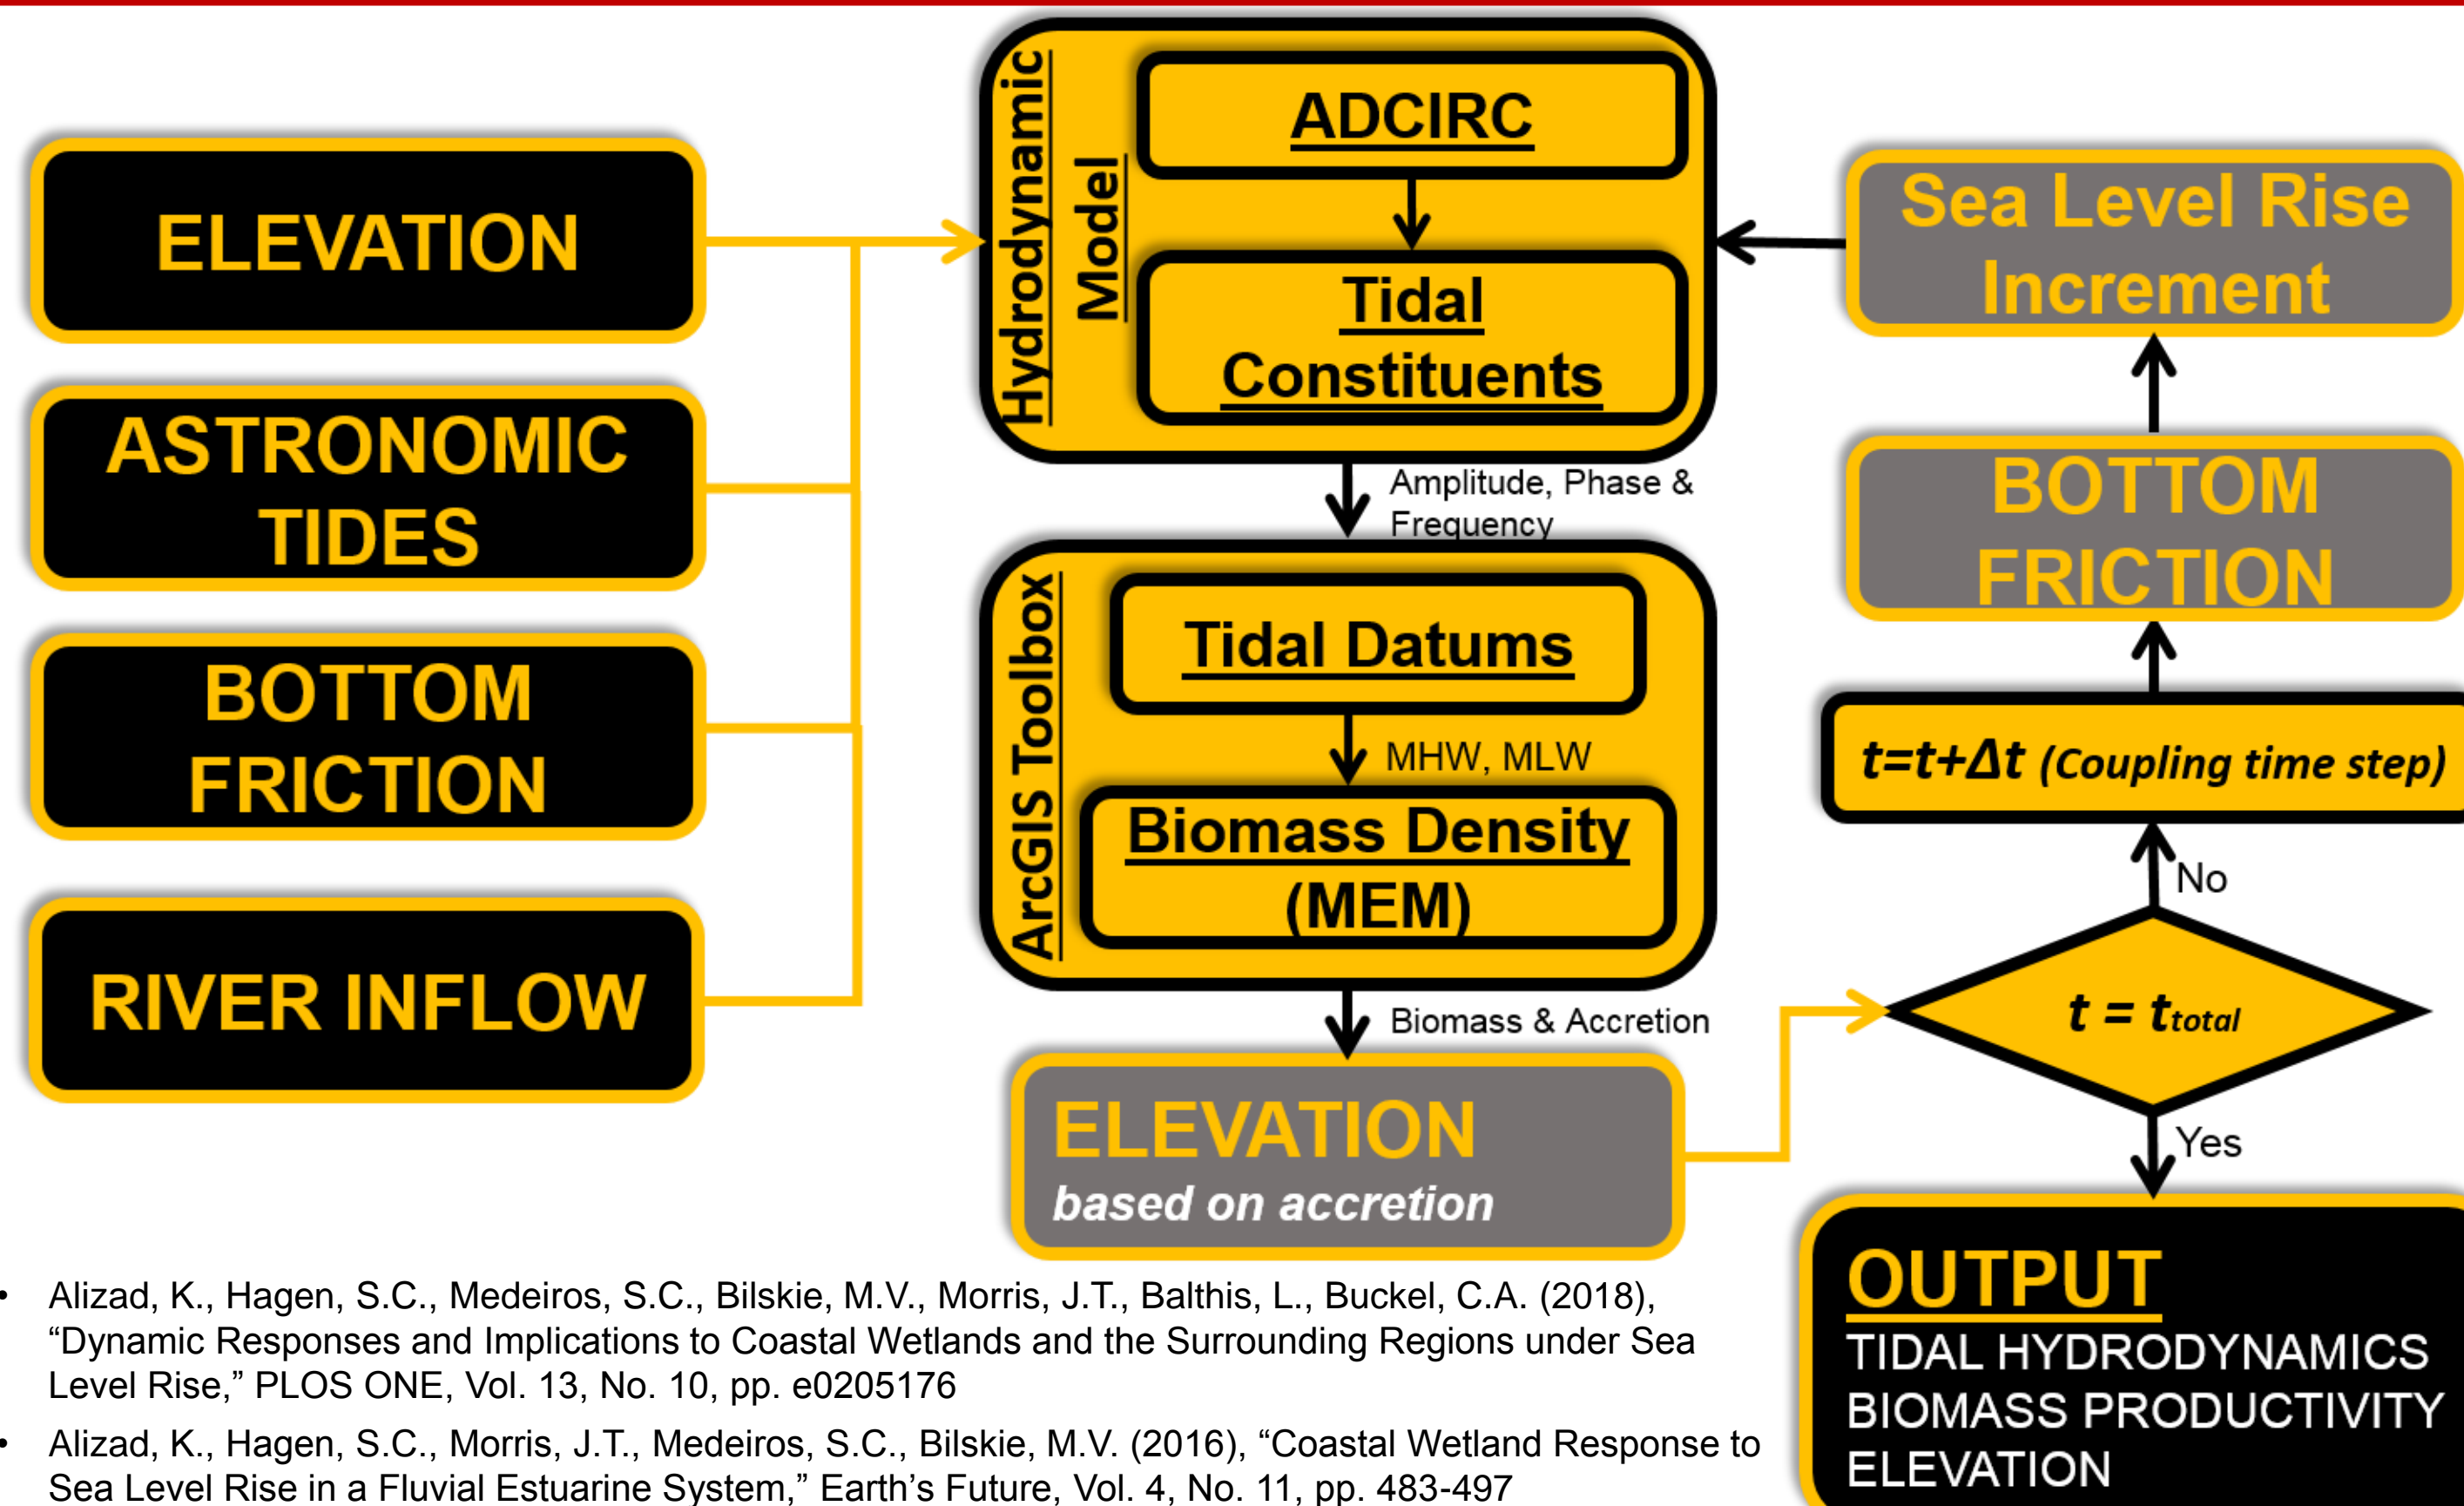 ELEVATION
ASTRONOMIC
TIDES
BOTTOM
FRICTION
RIVER INFLOW
Hydrodynamic
Model
ADCIRC
Tidal
Constituents
Amplitude, Phase &
Frequency
ArcGIS Toolbox
Tidal Datums
MHW, MLW
Biomass Density
(MEM)
Biomass & Accretion
ELEVATION
based on accretion
Sea Level Rise
Increment
BOTTOM
FRICTION
t=t+Δt (Coupling time step)
No
t = ttotal
Yes
OUTPUT
TIDAL HYDRODYNAMICS
BIOMASS PRODUCTIVITY
ELEVATION
• Alizad, K., Hagen, S.C., Medeiros, S.C., Bilskie, M.V., Morris, J.T., Balthis, L., Buckel, C.A. (2018),
“Dynamic Responses and Implications to Coastal Wetlands and the Surrounding Regions under Sea
Level Rise,” PLOS ONE, Vol. 13, No. 10, pp. e0205176
• Alizad, K., Hagen, S.C., Morris, J.T., Medeiros, S.C., Bilskie, M.V. (2016), “Coastal Wetland Response to
Sea Level Rise in a Fluvial Estuarine System,” Earth’s Future, Vol. 4, No. 11, pp. 483-497